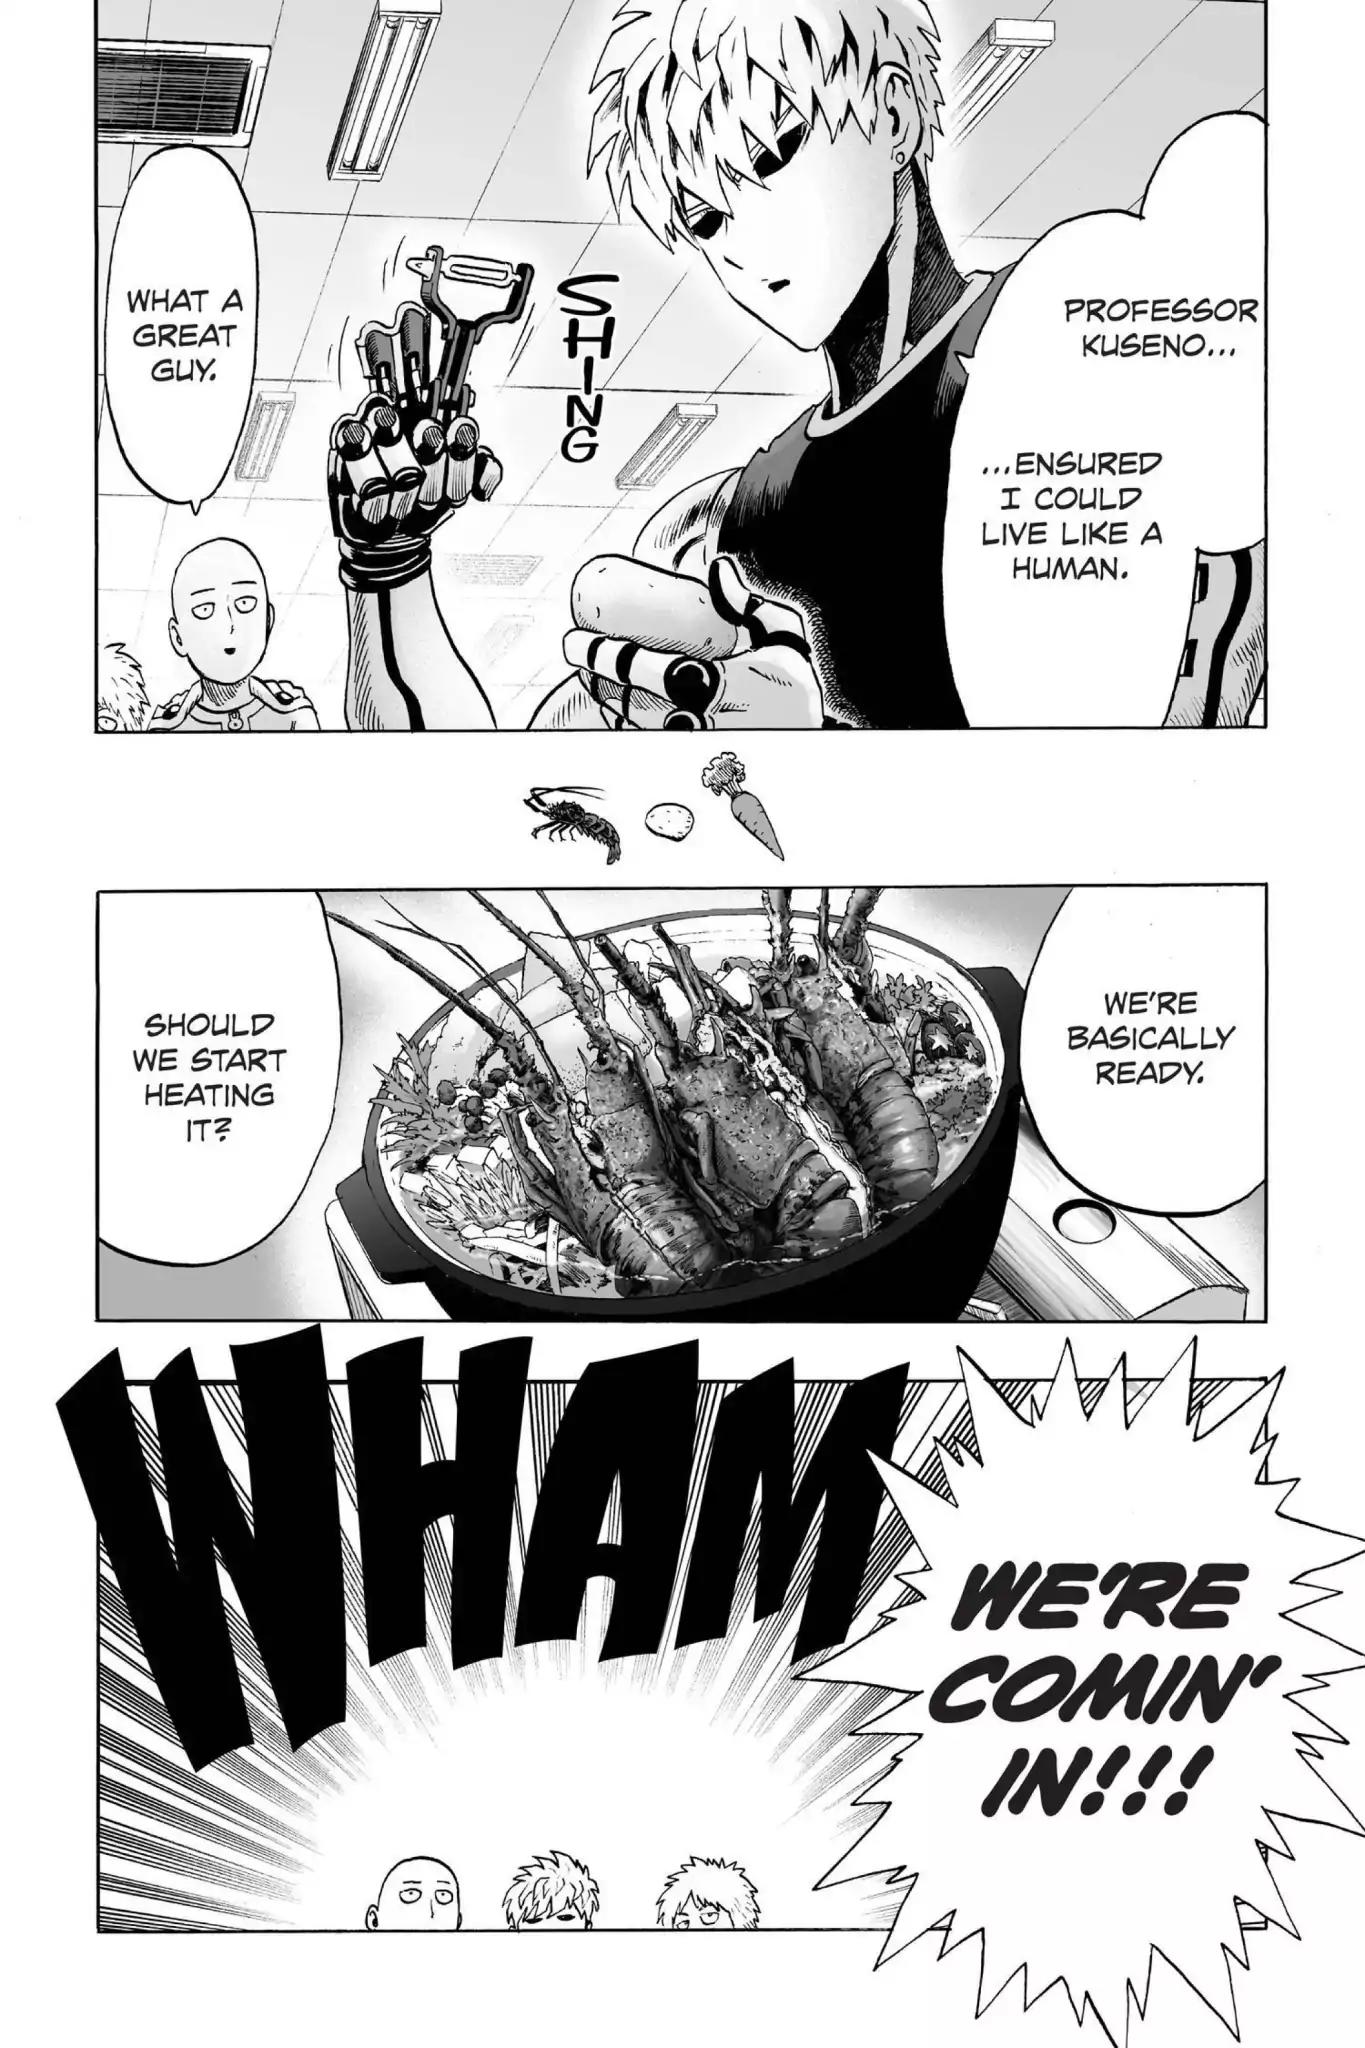 PROFESSOR
KUSENO...
...ENSURED
I COULD
LIVE LIKE A
HUMAN.
SHING
WHAT A
GREAT
GUY.
WE'RE
BASICALLY
READY.
SHOULD
WE START
HEATING
IT?
WHAM
WE'RE
COMIN'
IN!!!